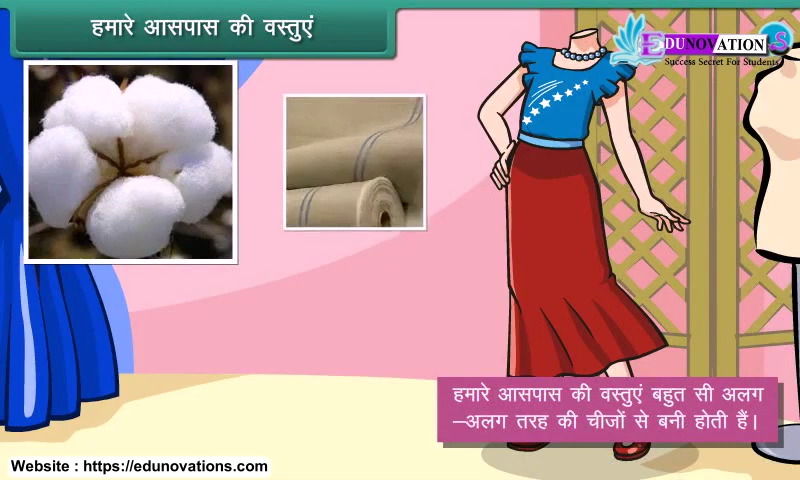 हमारे आसपास की वस्तुएं
EDUNOVATIONS
Success Secret For Students
हमारे आसपास की वस्तुएं बहुत सी अलग
–अलग तरह की चीजों से बनी होती हैं।
Website : https://edunovations.com